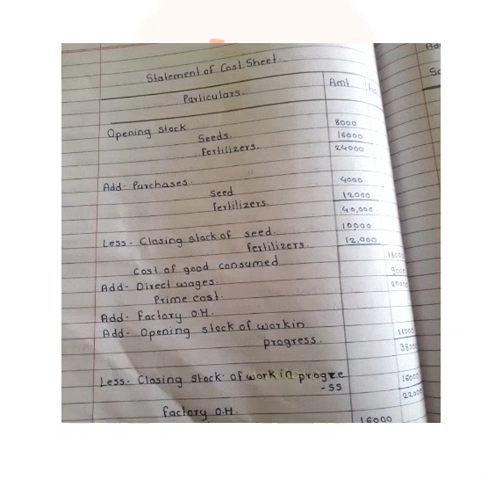 Statement of Cost Sheet
Particulars. Amt
Opening stock 8000
Seeds. 16000
fertilizers. 24000
Add- Purchases. 4000
Seed 12000
fertilizers. 40,000
Less- Closing stock of seed. 10000
fertilizers. 12,000
Cost of good consumed
Add- Direct wages.
Prime cost
Add- Factory O.H.
Add- Opening stock of work in
progress. 11000
Less- Closing Stock of work in progre
-ss
factory O.H. 16000